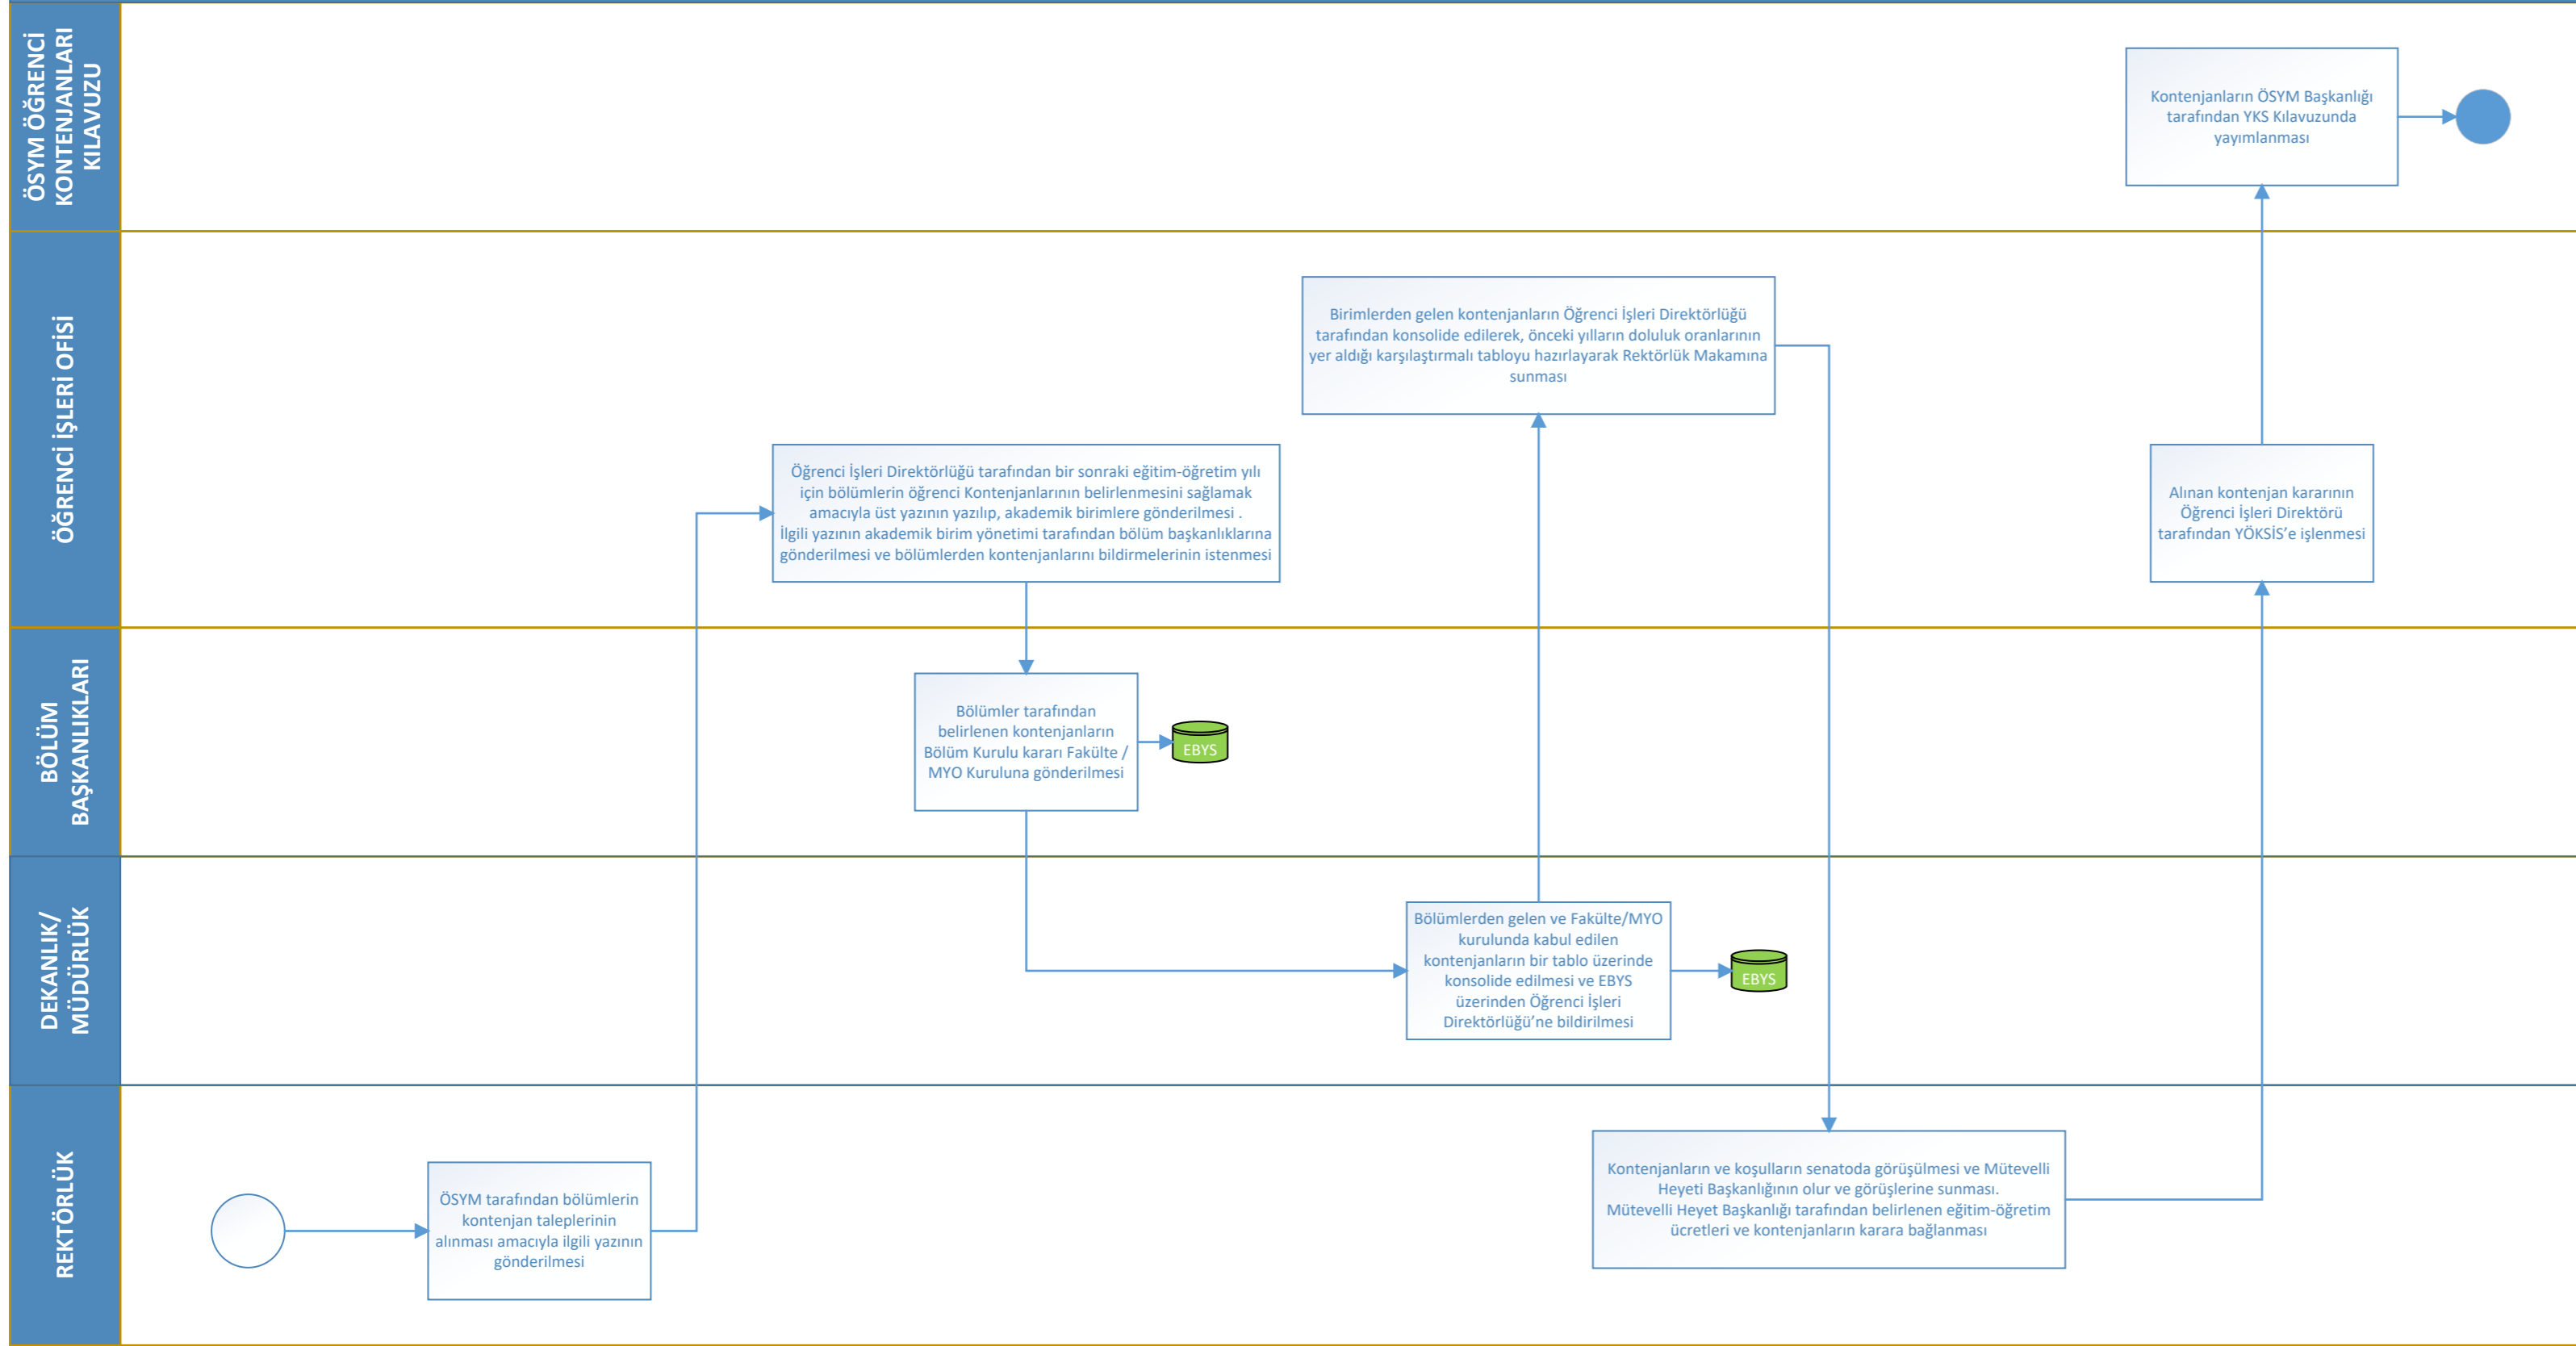 ÖSYM ÖĞRENCİ
KONTENJANLARI
KILAVUZU
Kontenjanların ÖSYM Başkanlığı
tarafından YKS Kılavuzunda
yayımlanması
ÖĞRENCİ İŞLERİ OFİSİ
Birimlerden gelen kontenjanların Öğrenci İşleri Direktörlüğü
tarafından konsolide edilerek, önceki yılların doluluk oranlarının
yer aldığı karşılaştırmalı tabloyu hazırlayarak Rektörlük Makamına
sunması
Öğrenci İşleri Direktörlüğü tarafından bir sonraki eğitim-öğretim yılı
için bölümlerin öğrenci Kontenjanlarının belirlenmesini sağlamak
amacıyla üst yazının yazılıp, akademik birimlere gönderilmesi .
İlgili yazının akademik birim yönetimi tarafından bölüm başkanlıklarına
gönderilmesi ve bölümlerden kontenjanlarını bildirmelerinin istenmesi
Alınan kontenjan kararının
Öğrenci İşleri Direktörü
tarafından YÖKSİS’e işlenmesi
BÖLÜM
BAŞKANLIKLARI
Bölümler tarafından
belirlenen kontenjanların
Bölüm Kurulu kararı Fakülte /
MYO Kuruluna gönderilmesi
EBYS
DEKANLIK/
MÜDÜRLÜK
Bölümlerden gelen ve Fakülte/MYO
kurulunda kabul edilen
kontenjanların bir tablo üzerinde
konsolide edilmesi ve EBYS
üzerinden Öğrenci İşleri
Direktörlüğü’ne bildirilmesi
EBYS
REKTÖRLÜK
ÖSYM tarafından bölümlerin
kontenjan taleplerinin
alınması amacıyla ilgili yazının
gönderilmesi
Kontenjanların ve koşulların senatoda görüşülmesi ve Mütevelli
Heyeti Başkanlığının olur ve görüşlerine sunması.
Mütevelli Heyet Başkanlığı tarafından belirlenen eğitim-öğretim
ücretleri ve kontenjanların karara bağlanması